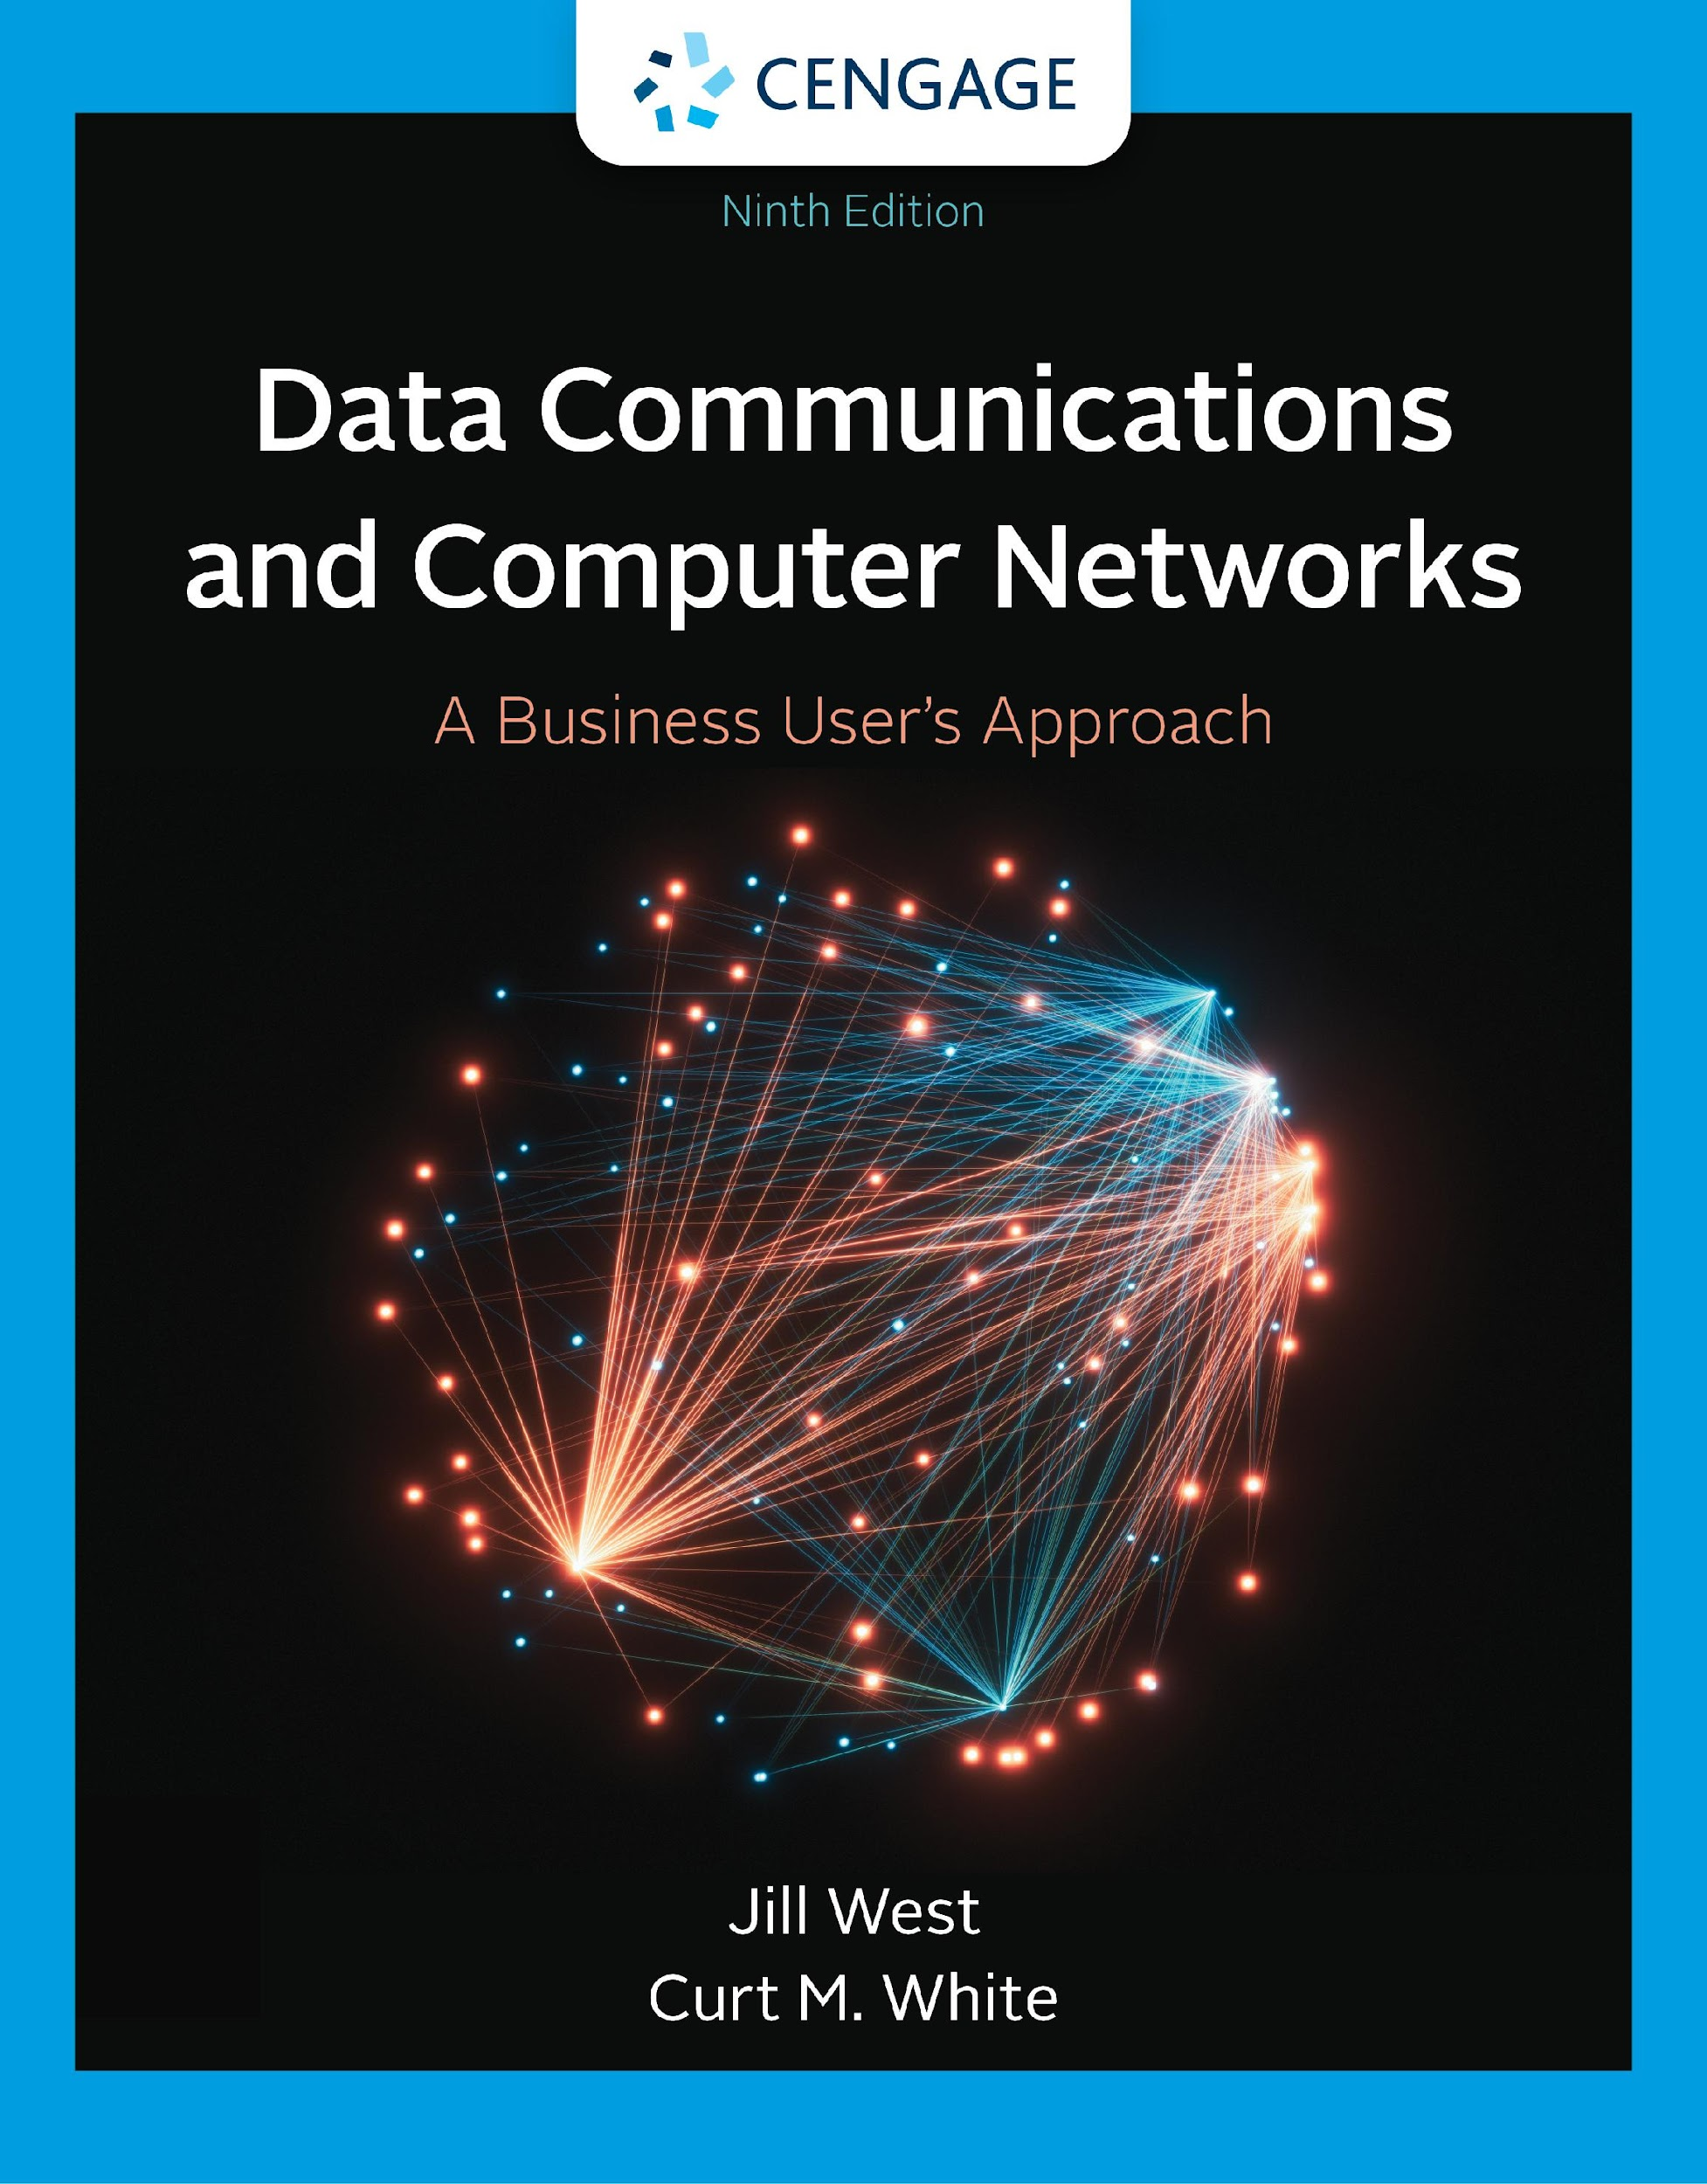 CENGAGE
Ninth Edition
Data Communications
and Computer Networks
A Business User’s Approach
Jill West
Curt M. White